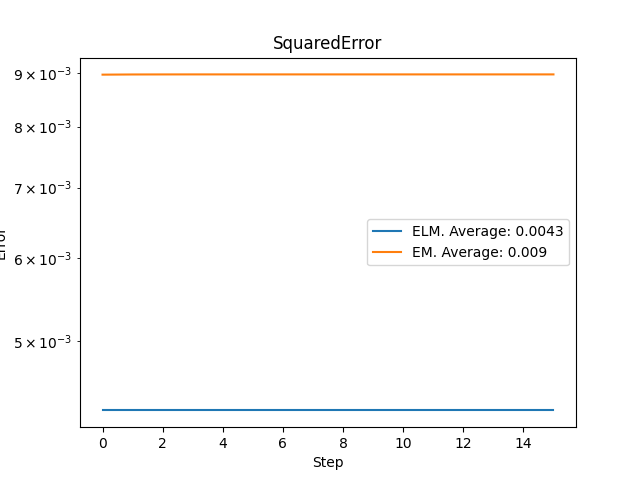 SquaredError
9 × 10⁻³
8 × 10⁻³
7 × 10⁻³
6 × 10⁻³
5 × 10⁻³
Error
ELM. Average: 0.0043
EM. Average: 0.009
0 2 4 6 8 10 12 14
Step